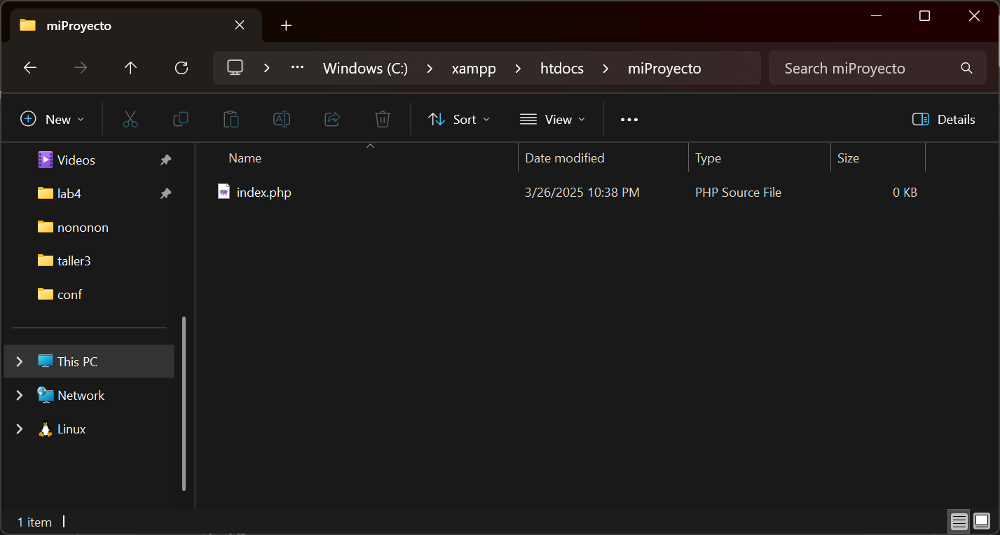 miProyecto
Windows (C:) xampp htdocs miProyecto
Search miProyecto
New Sort View Details
Name Date modified Type Size
index.php 3/26/2025 10:38 PM PHP Source File 0 KB
Videos
lab4
nononon
taller3
conf
This PC
Network
Linux
1 item